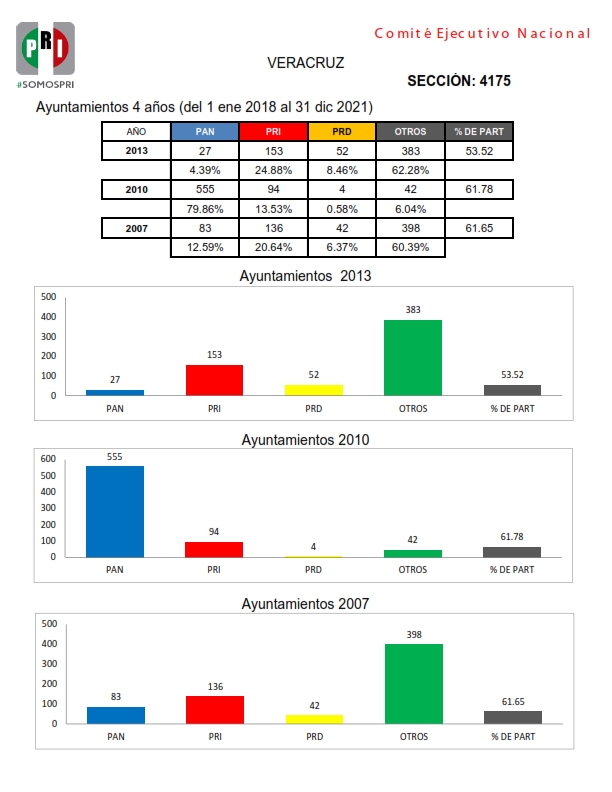 Comité Ejecutivo Nacional
PRI
#SOMOSPRI
VERACRUZ
SECCIÓN: 4175
Ayuntamientos 4 años (del 1 ene 2018 al 31 dic 2021)
AÑO PAN PRI PRD OTROS % DE PART
2013 27 153 52 383 53.52
4.39% 24.88% 8.46% 62.28%
2010 555 94 4 42 61.78
79.86% 13.53% 0.58% 6.04%
2007 83 136 42 398 61.65
12.59% 20.64% 6.37% 60.39%
Ayuntamientos 2013
500
400
300
200
100
0
27 153 52 383 53.52
PAN PRI PRD OTROS % DE PART
Ayuntamientos 2010
600
500
400
300
200
100
0
555 94 4 42 61.78
PAN PRI PRD OTROS % DE PART
Ayuntamientos 2007
500
400
300
200
100
0
83 136 42 398 61.65
PAN PRI PRD OTROS % DE PART